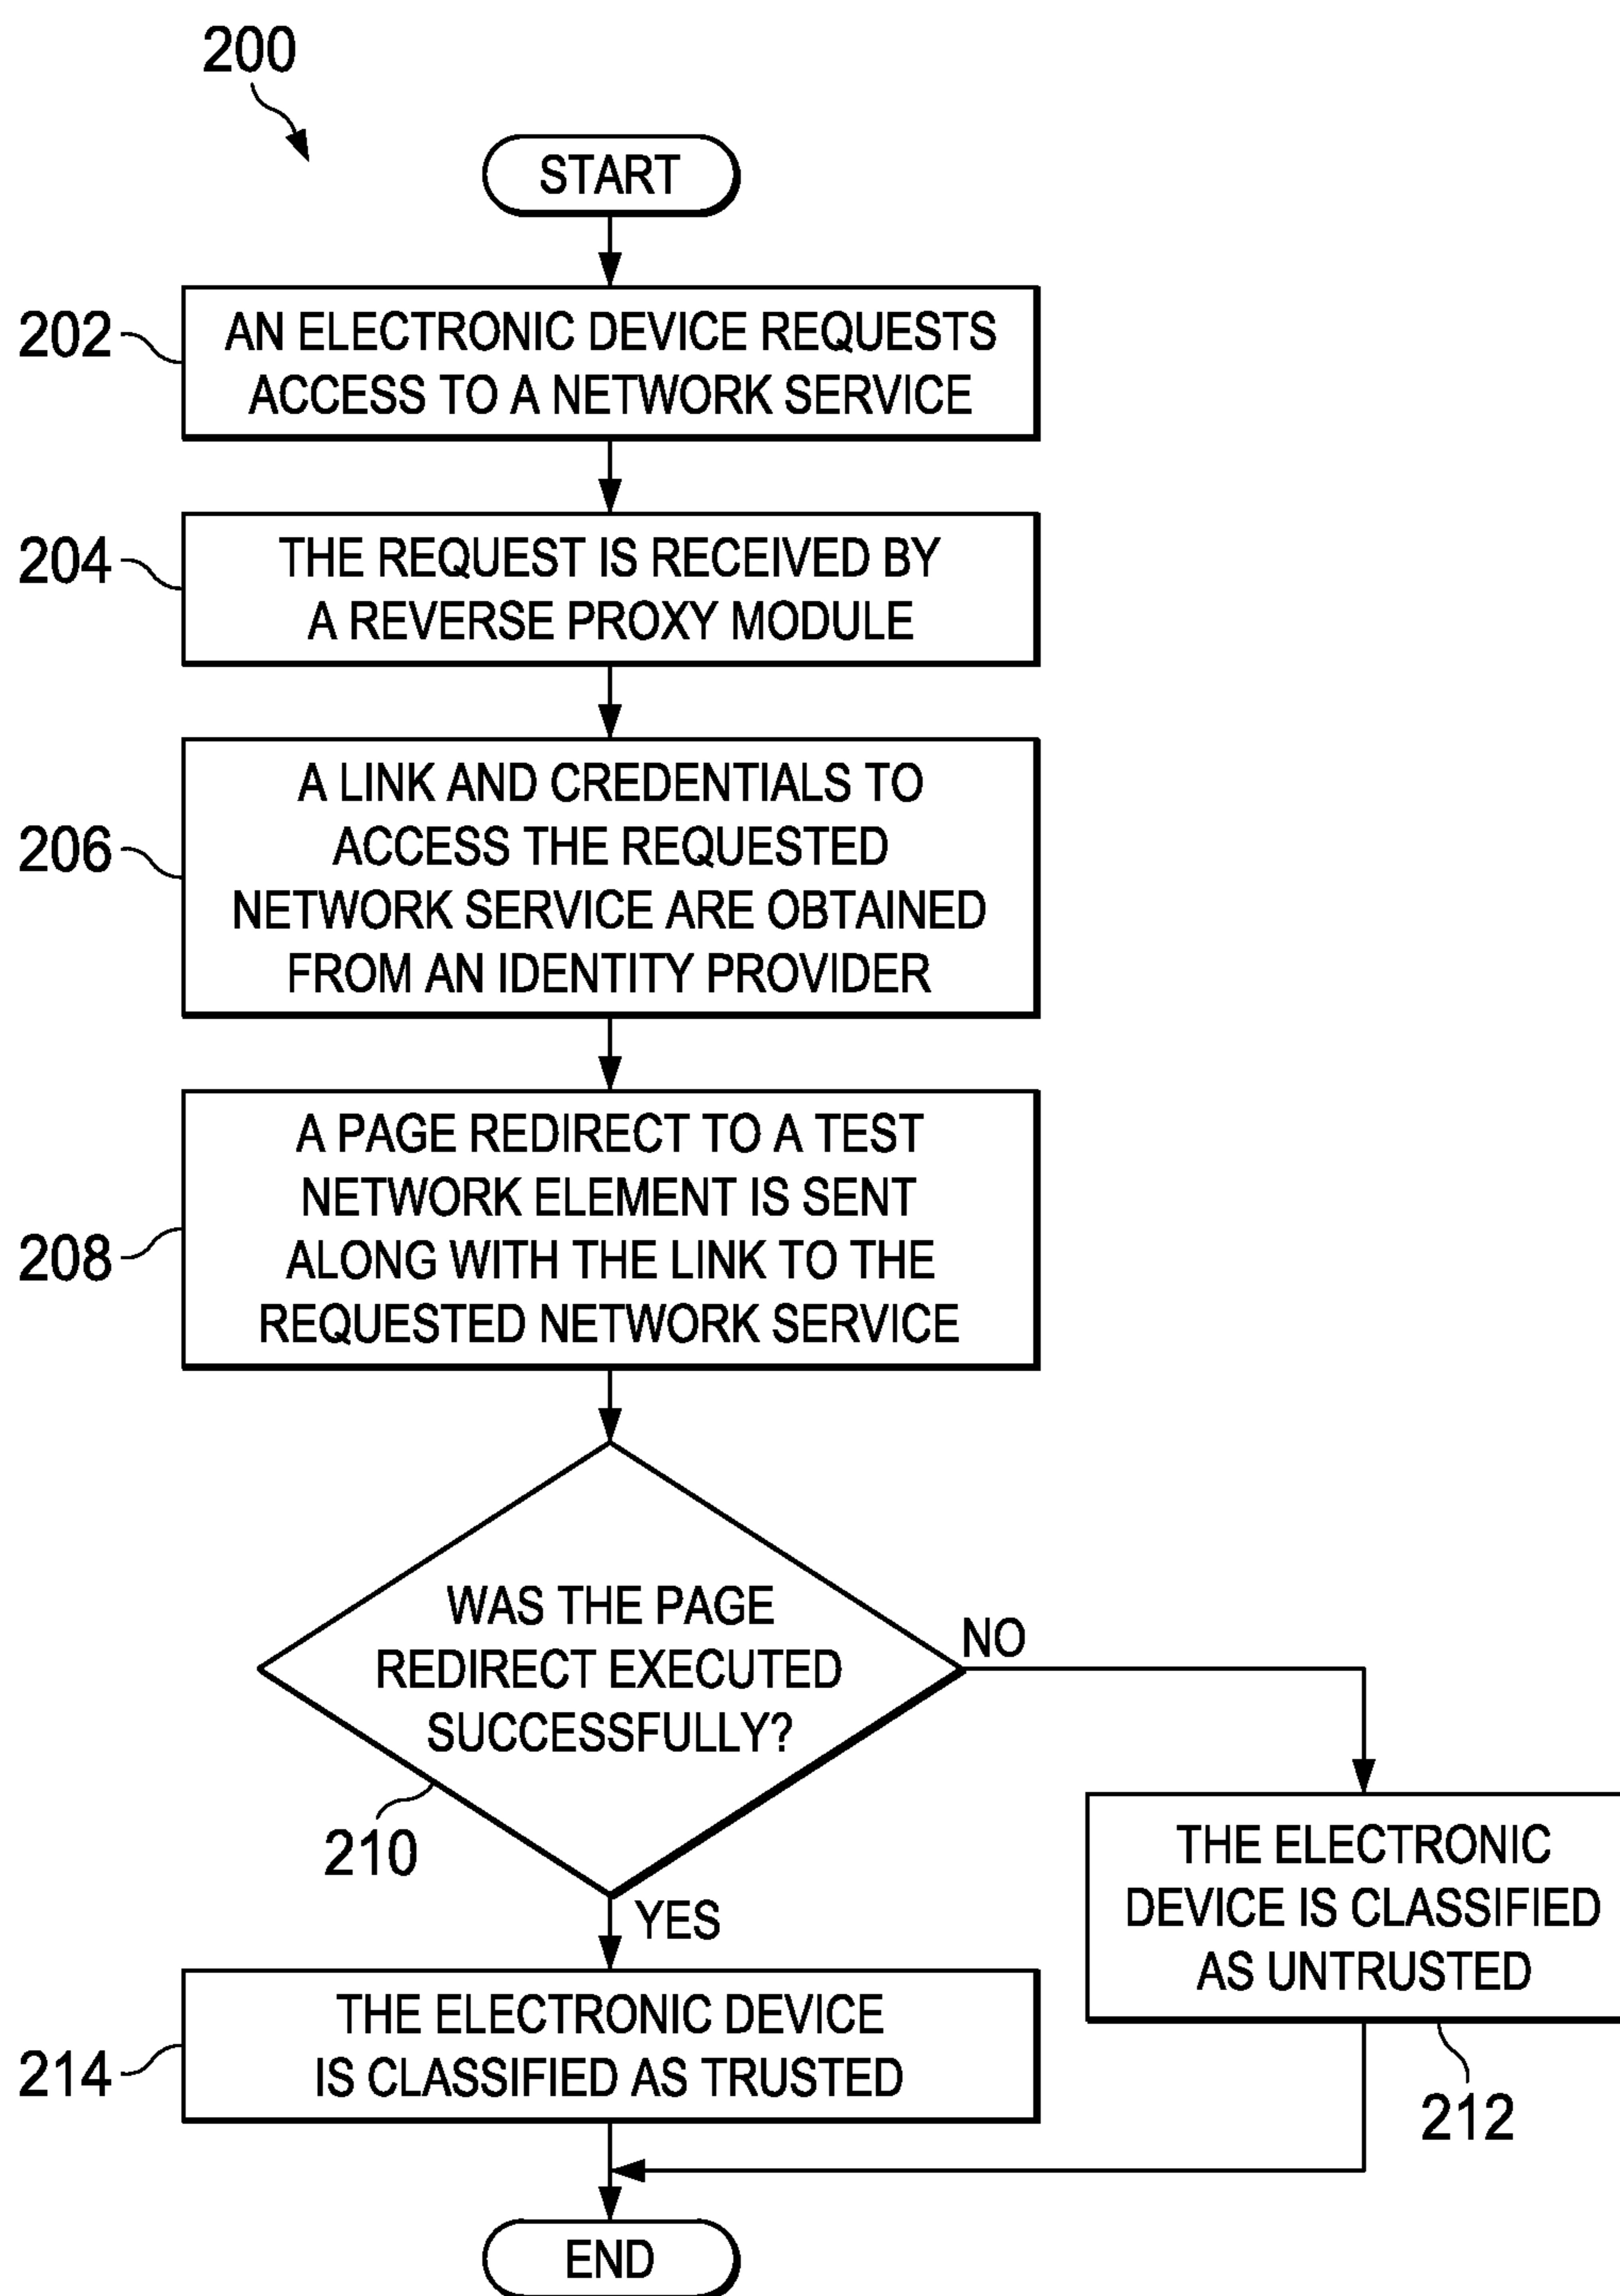 200
START
202
AN ELECTRONIC DEVICE REQUESTS
ACCESS TO A NETWORK SERVICE
204
THE REQUEST IS RECEIVED BY
A REVERSE PROXY MODULE
206
A LINK AND CREDENTIALS TO
ACCESS THE REQUESTED
NETWORK SERVICE ARE OBTAINED
FROM AN IDENTITY PROVIDER
208
A PAGE REDIRECT TO A TEST
NETWORK ELEMENT IS SENT
ALONG WITH THE LINK TO THE
REQUESTED NETWORK SERVICE
WAS THE PAGE
REDIRECT EXECUTED
SUCCESSFULLY?
NO
210
YES
THE ELECTRONIC
DEVICE IS CLASSIFIED
AS UNTRUSTED
212
214
THE ELECTRONIC DEVICE
IS CLASSIFIED AS TRUSTED
END